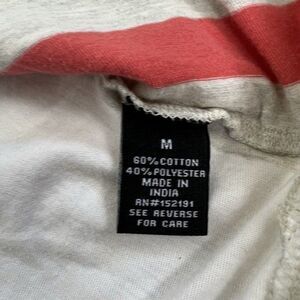 M
60% COTTON
40% POLYESTER
MADE IN
INDIA
RN#152191
SEE REVERSE
FOR CARE